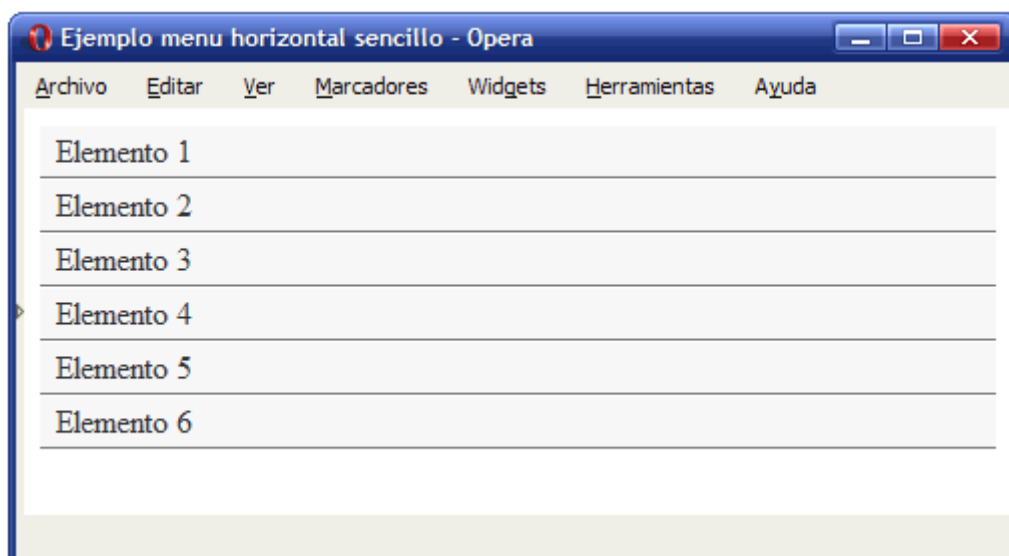 Ejemplo menu horizontal sencillo - Opera
Archivo Editar Ver Marcadores Widgets Herramientas Ayuda
Elemento 1
Elemento 2
Elemento 3
Elemento 4
Elemento 5
Elemento 6